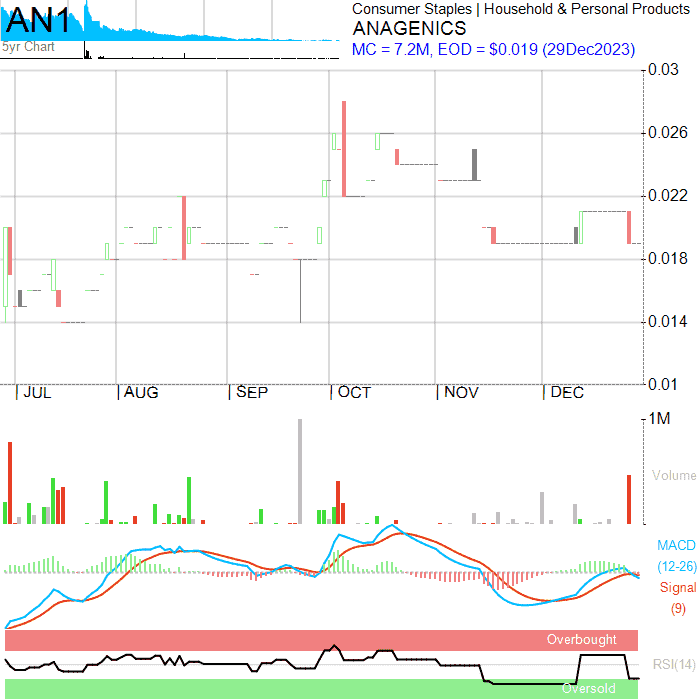 AN1
5yr Chart
Consumer Staples | Household & Personal Products
ANAGENICS
MC = 7.2M, EOD = $0.019 (29Dec2023)
0.03
0.026
0.022
0.018
0.014
0.01
JUL AUG SEP OCT NOV DEC
1M
Volume
MACD
(12-26)
Signal
(9)
Overbought
RSI(14)
Oversold